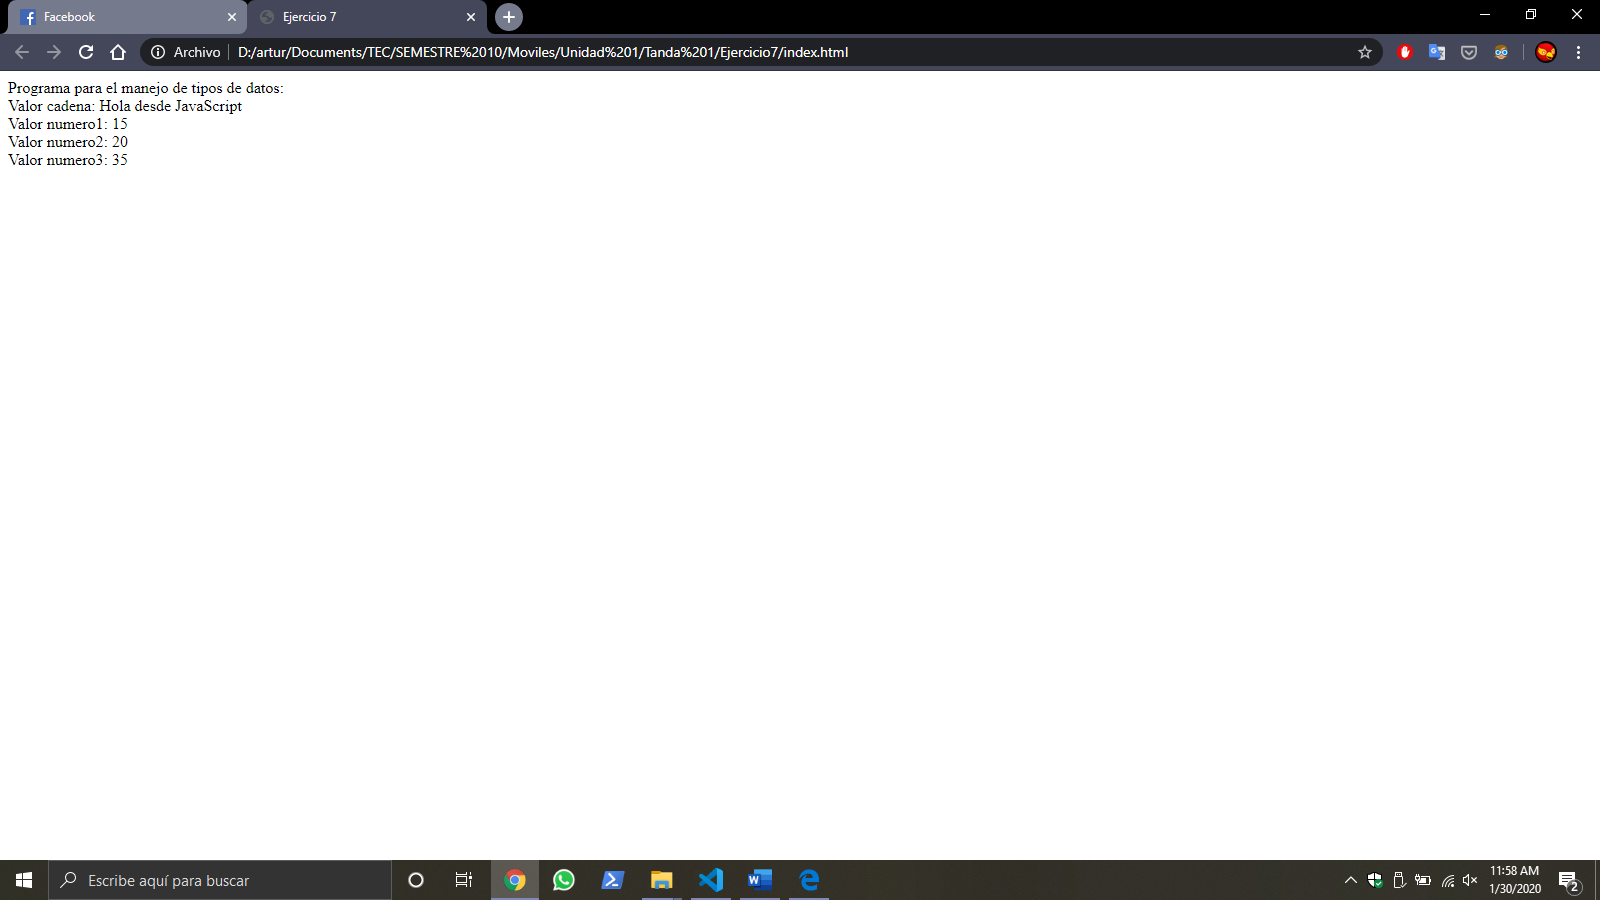 Facebook
Ejercicio 7
Archivo
D:/artur/Documents/TEC/SEMESTRE%2010/Moviles/Unidad%201/Tanda%201/Ejercicio7/index.html
Programa para el manejo de tipos de datos:
Valor cadena: Hola desde JavaScript
Valor numero1: 15
Valor numero2: 20
Valor numero3: 35
Escribe aquí para buscar
11:58 AM
1/30/2020
2